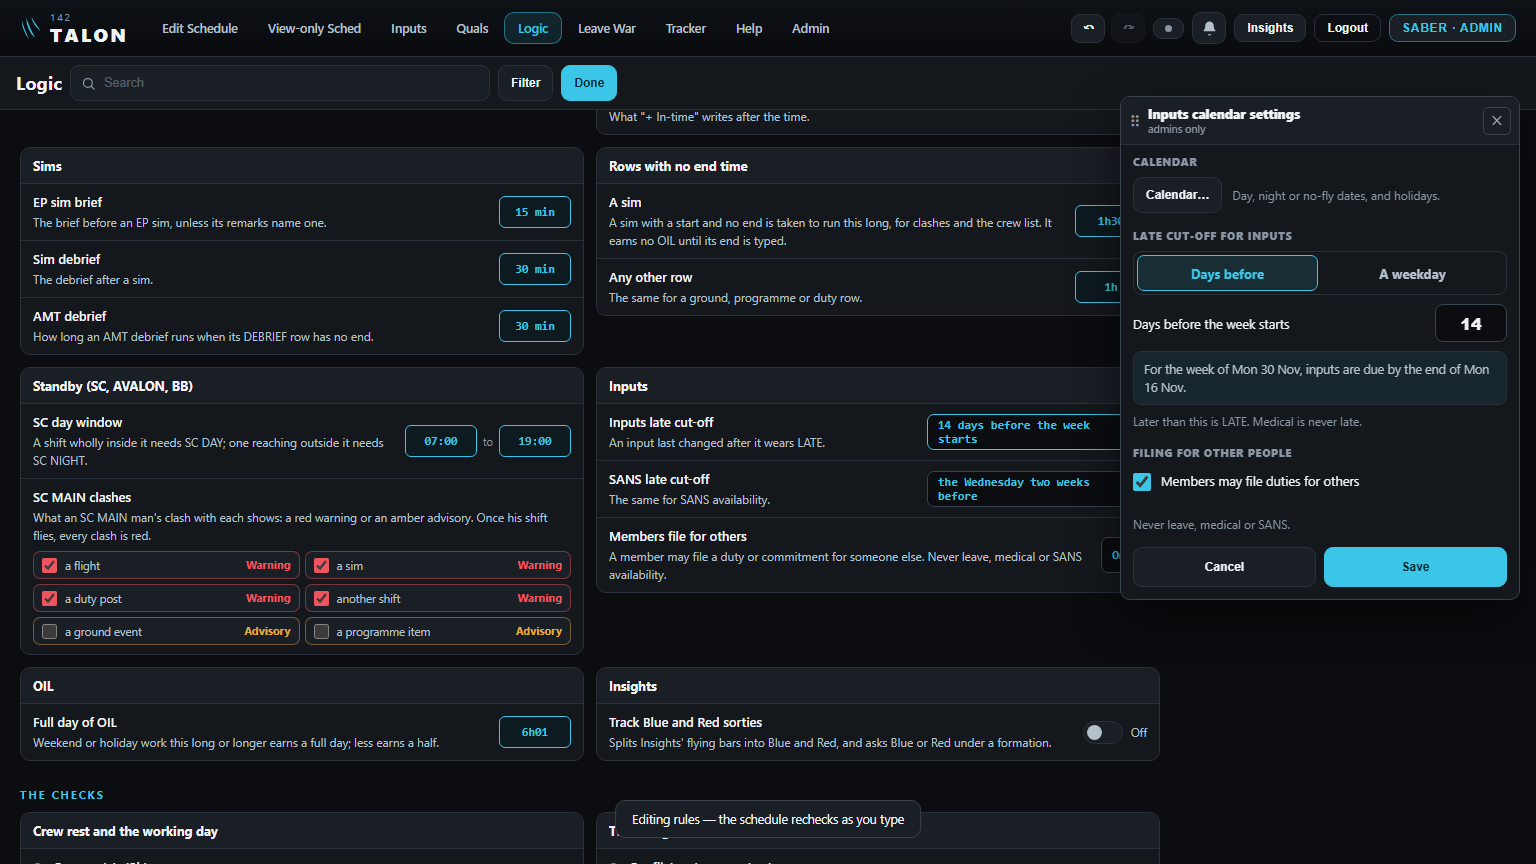 142
TALON
Edit Schedule
View-only Sched
Inputs
Quals
Logic
Leave War
Tracker
Help
Admin
Insights
Logout
SABER · ADMIN
Logic
Search
Filter
Done
What "+ In-time" writes after the time.
Sims
EP sim brief
The brief before an EP sim, unless its remarks name one.
15 min
Sim debrief
The debrief after a sim.
30 min
AMT debrief
How long an AMT debrief runs when its DEBRIEF row has no end.
30 min
Rows with no end time
A sim
A sim with a start and no end is taken to run this long, for clashes and the crew list. It
earns no OIL until its end is typed.
Any other row
The same for a ground, programme or duty row.
1h
Standby (SC, AVALON, BB)
SC day window
A shift wholly inside it needs SC DAY; one reaching outside it needs
SC NIGHT.
07:00 to 19:00
SC MAIN clashes
What an SC MAIN man's clash with each shows: a red warning or an amber advisory. Once his shift
flies, every clash is red.
a flight Warning
a sim Warning
a duty post Warning
another shift Warning
a ground event Advisory
a programme item Advisory
Inputs
Inputs late cut-off
An input last changed after it wears LATE.
14 days before the week
starts
SANS late cut-off
The same for SANS availability.
the Wednesday two weeks
before
Members file for others
A member may file a duty or commitment for someone else. Never leave, medical or SANS
availability.
OIL
Full day of OIL
Weekend or holiday work this long or longer earns a full day; less earns a half.
6h01
Insights
Track Blue and Red sorties
Splits Insights' flying bars into Blue and Red, and asks Blue or Red under a formation.
Off
THE CHECKS
Crew rest and the working day
Editing rules — the schedule rechecks as you type
Inputs calendar settings
admins only
CALENDAR
Calendar...
Day, night or no-fly dates, and holidays.
LATE CUT-OFF FOR INPUTS
Days before
A weekday
Days before the week starts
14
For the week of Mon 30 Nov, inputs are due by the end of Mon
16 Nov.
Later than this is LATE. Medical is never late.
FILING FOR OTHER PEOPLE
Members may file duties for others
Never leave, medical or SANS.
Cancel
Save